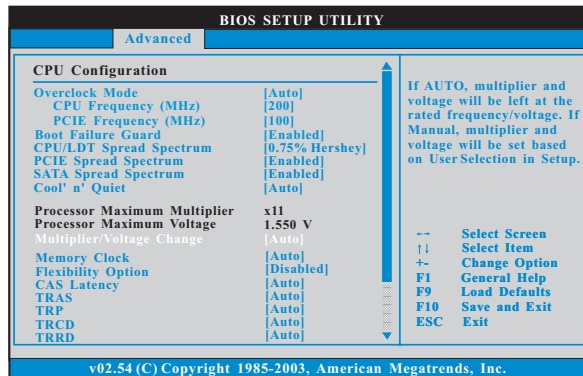 BIOS SETUP UTILITY
Advanced
CPU Configuration
Overclock Mode [Auto]
CPU Frequency (MHz) [200]
PCIE Frequency (MHz) [100]
Boot Failure Guard [Enabled]
CPU/LDT Spread Spectrum [0.75% Hershey]
PCIE Spread Spectrum [Enabled]
SATA Spread Spectrum [Enabled]
Cool' n' Quiet [Auto]
Processor Maximum Multiplier x11
Processor Maximum Voltage 1.550 V
Multiplier/Voltage Change [Auto]
Memory Clock [Auto]
Flexibility Option [Disabled]
CAS Latency [Auto]
TRAS [Auto]
TRP [Auto]
TRCD [Auto]
TRRD [Auto]
If AUTO, multiplier and
voltage will be left at the
rated frequency/voltage. If
Manual, multiplier and
voltage will be set based
on User Selection in Setup.
←→ Select Screen
↑↓ Select Item
+- Change Option
F1 General Help
F9 Load Defaults
F10 Save and Exit
ESC Exit
v02.54 (C) Copyright 1985-2003, American Megatrends, Inc.